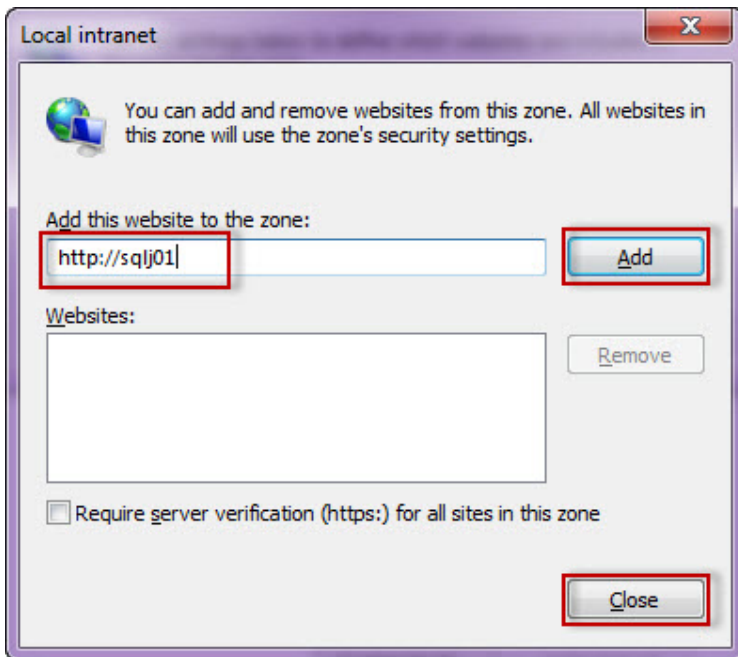 Local intranet
You can add and remove websites from this zone. All websites in
this zone will use the zone's security settings.
Add this website to the zone:
http://sqlj01
Add
Websites:
Remove
Require server verification (https:) for all sites in this zone
Close